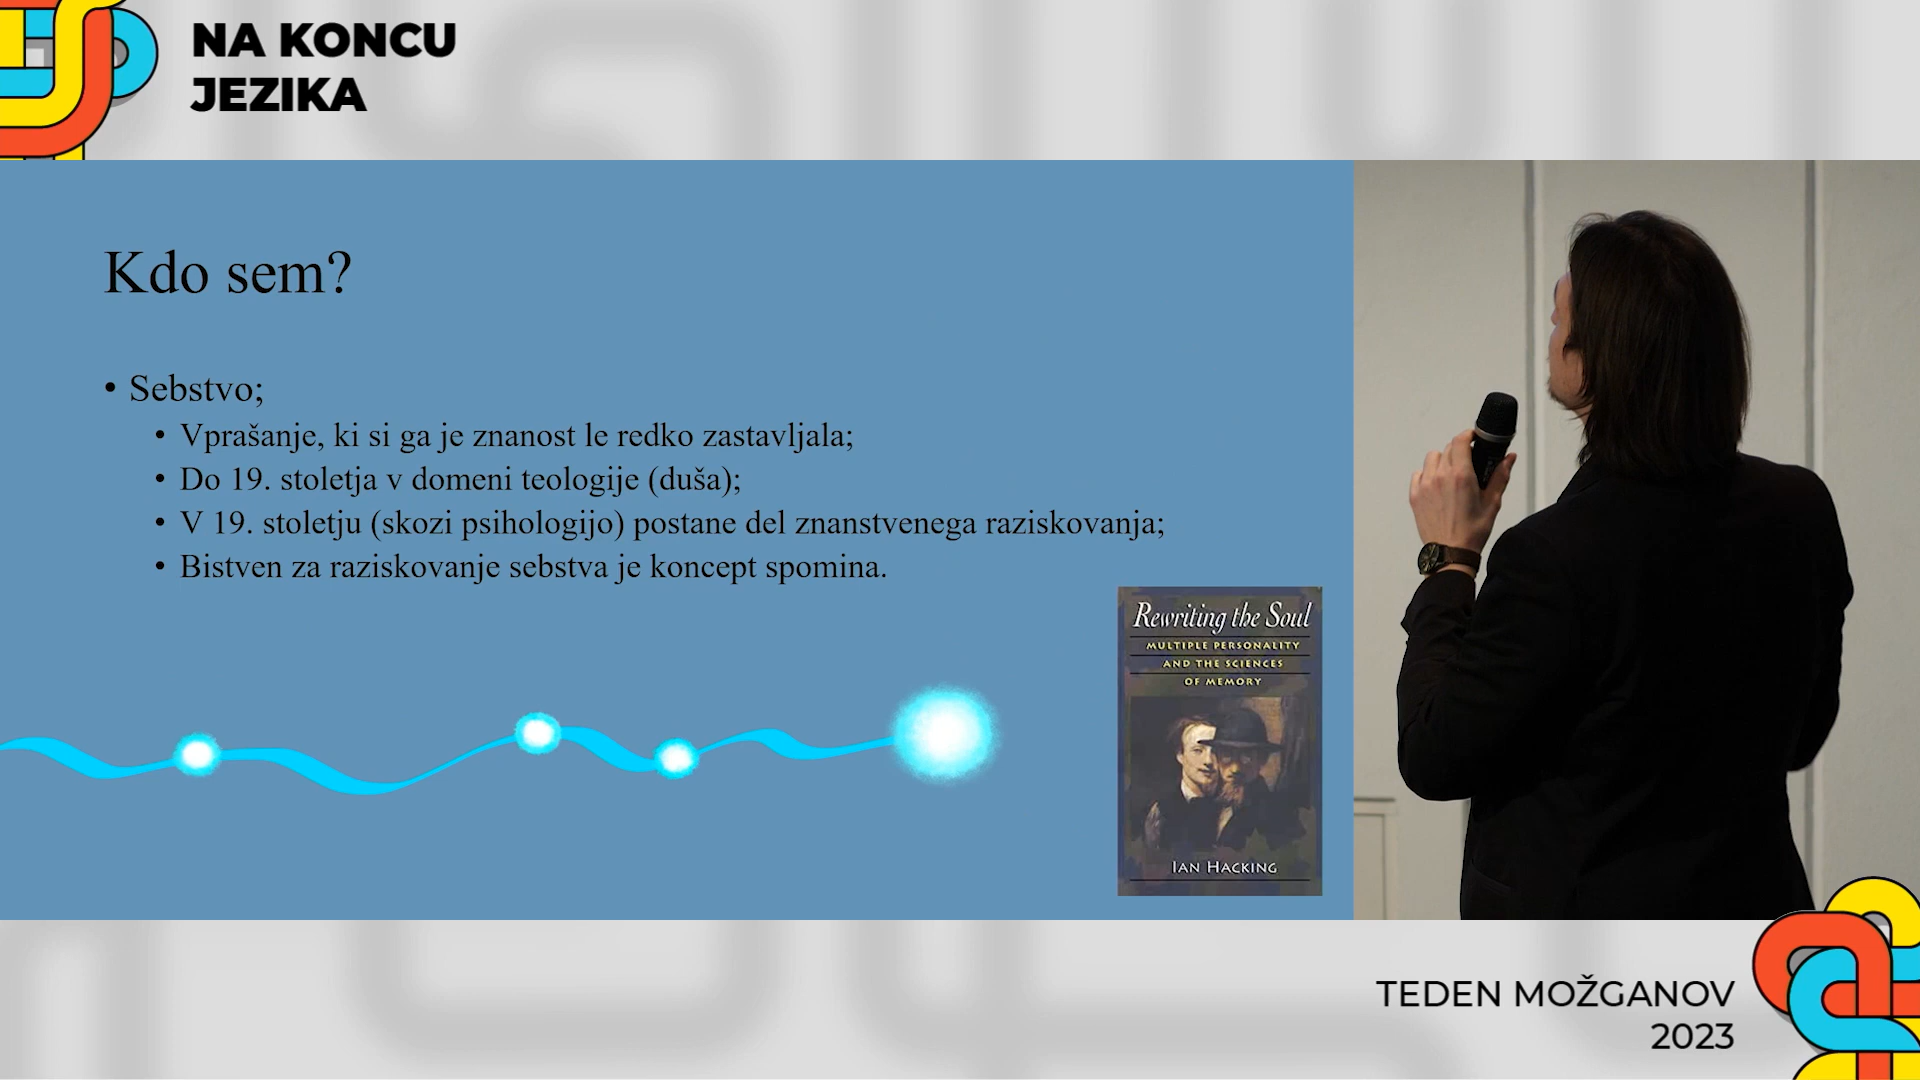 NA KONCU
JEZIKA
Kdo sem?
• Sebstvo;
• Vprašanje, ki si ga je znanost le redko zastavljala;
• Do 19. stoletja v domeni teologije (duša);
• V 19. stoletju (skozi psihologijo) postane del znanstvenega raziskovanja;
• Bistven za raziskovanje sebstva je koncept spomina.
Rewriting the Soul
MULTIPLE PERSONALITY
AND THE SCIENCES
OF MEMORY
IAN HACKING
TEDEN MOŽGANOV
2023